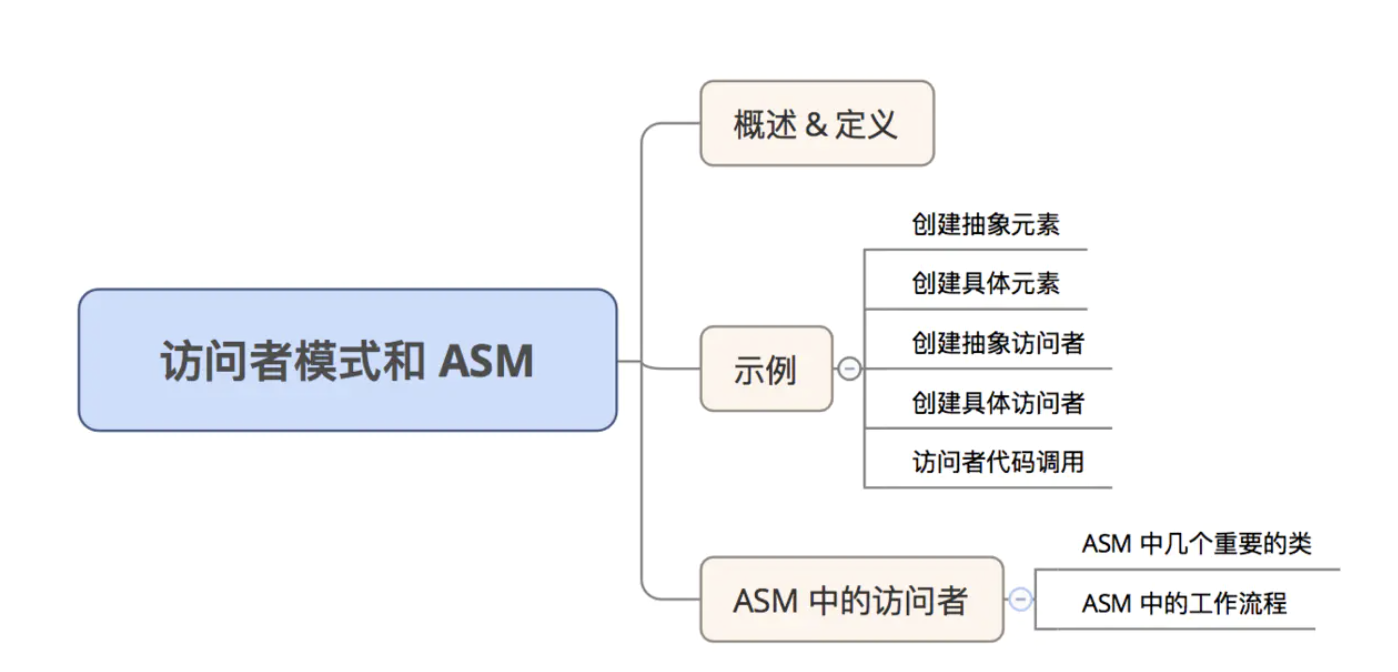 访问者模式和 ASM
概述 & 定义
示例
创建抽象元素
创建具体元素
创建抽象访问者
创建具体访问者
访问者代码调用
ASM 中的访问者
ASM 中几个重要的类
ASM 中的工作流程